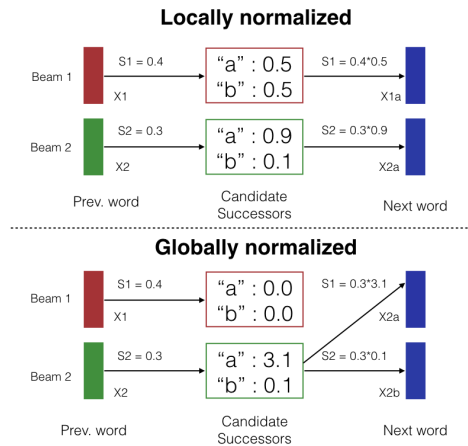 Locally normalized
Beam 1
S1 = 0.4
X1
"a" : 0.5
"b" : 0.5
S1 = 0.4*0.5
X1a
Beam 2
S2 = 0.3
X2
"a" : 0.9
"b" : 0.1
S2 = 0.3*0.9
X2a
Prev. word
Candidate
Successors
Next word
Globally normalized
Beam 1
S1 = 0.4
X1
"a" : 0.0
"b" : 0.0
S1 = 0.3*3.1
X2a
Beam 2
S2 = 0.3
X2
"a" : 3.1
"b" : 0.1
S2 = 0.3*0.1
X2b
Prev. word
Candidate
Successors
Next word